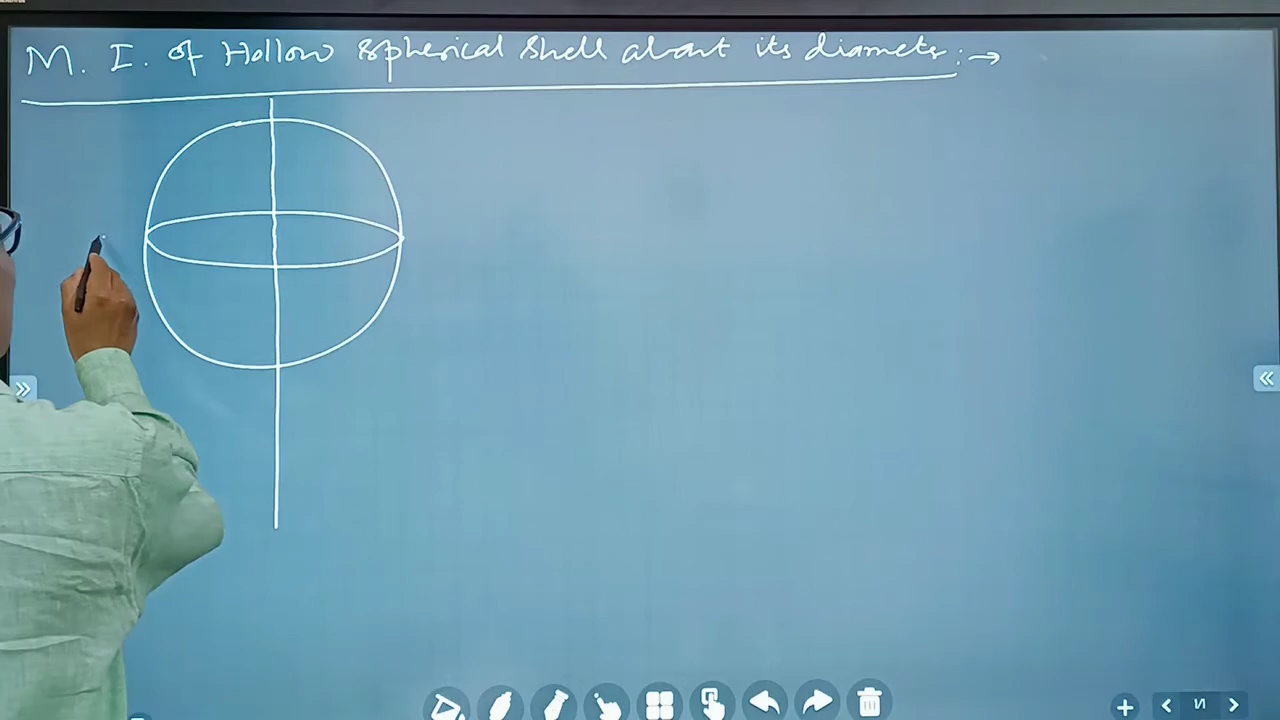 M. I. of Hollow Spherical Shell about its diameter :→